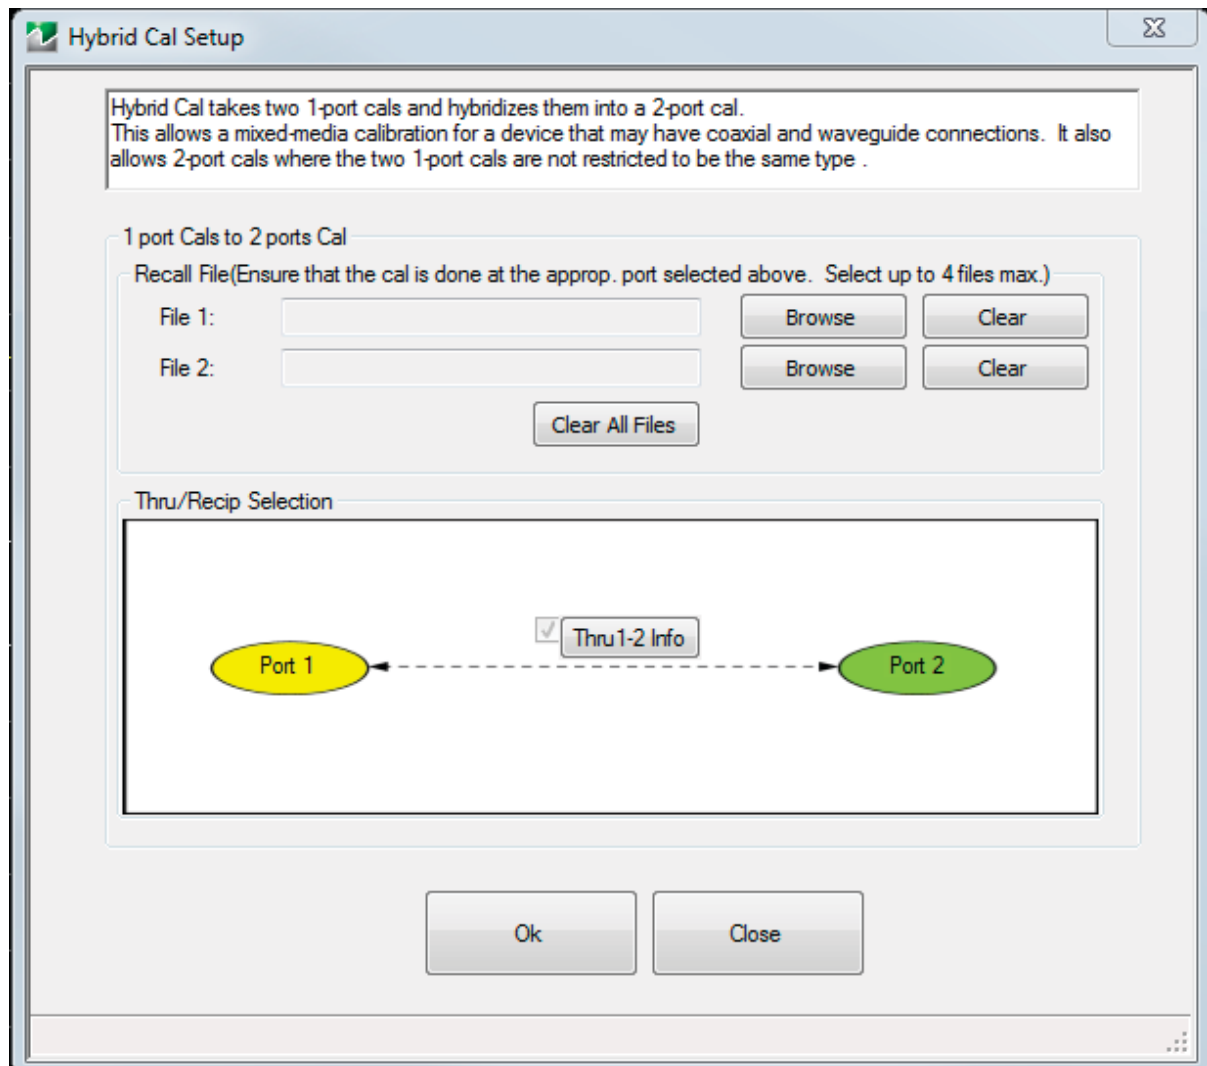 Hybrid Cal Setup
Hybrid Cal takes two 1-port cals and hybridizes them into a 2-port cal.
This allows a mixed-media calibration for a device that may have coaxial and waveguide connections.  It also
allows 2-port cals where the two 1-port cals are not restricted to be the same type .
1 port Cals to 2 ports Cal
Recall File(Ensure that the cal is done at the approp. port selected above.  Select up to 4 files max.)
File 1: Browse Clear
File 2: Browse Clear
Clear All Files
Thru/Recip Selection
Thru1-2 Info
Port 1 Port 2
Ok Close